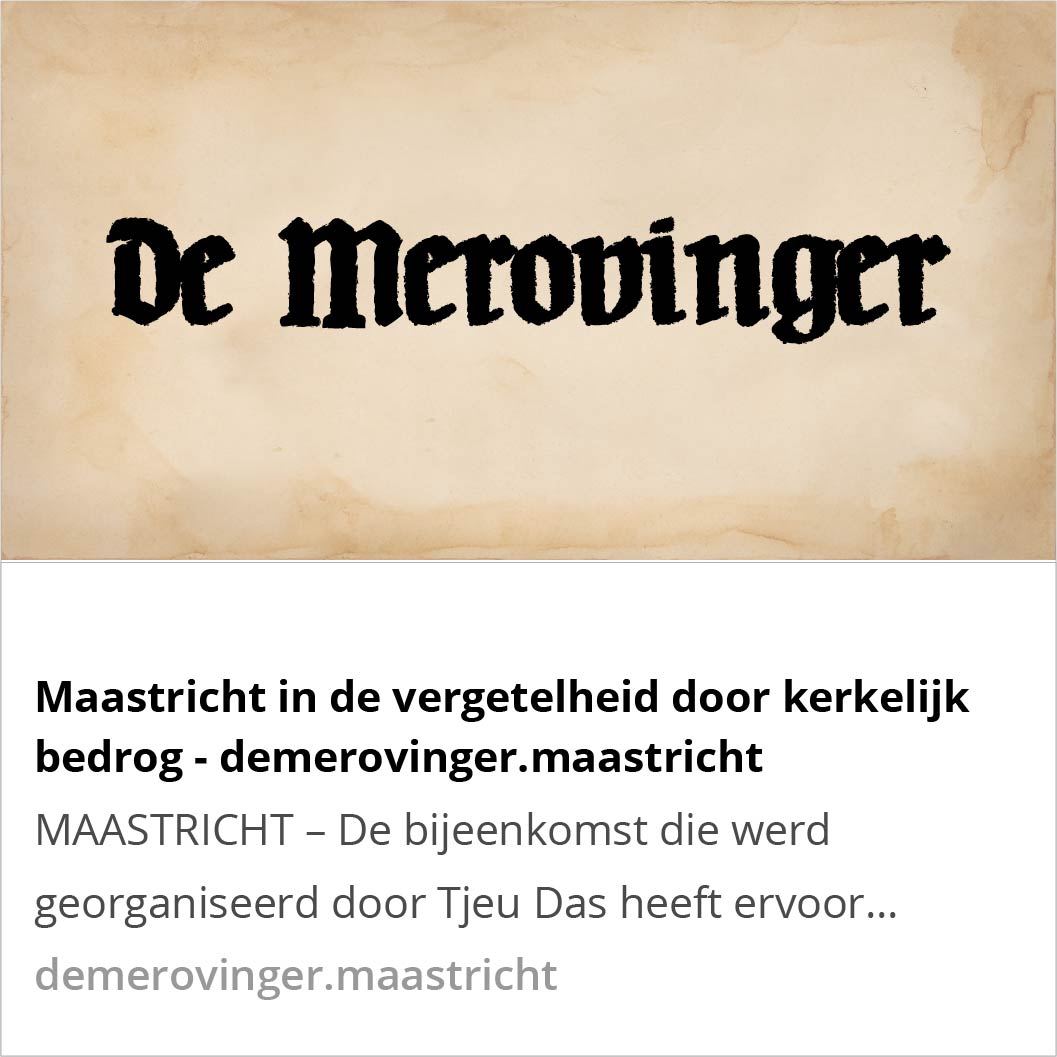 De Merovinger
Maastricht in de vergetelheid door kerkelijk
bedrog - demerovinger.maastricht
MAASTRICHT – De bijeenkomst die werd
georganiseerd door Tjeu Das heeft ervoor...
demerovinger.maastricht